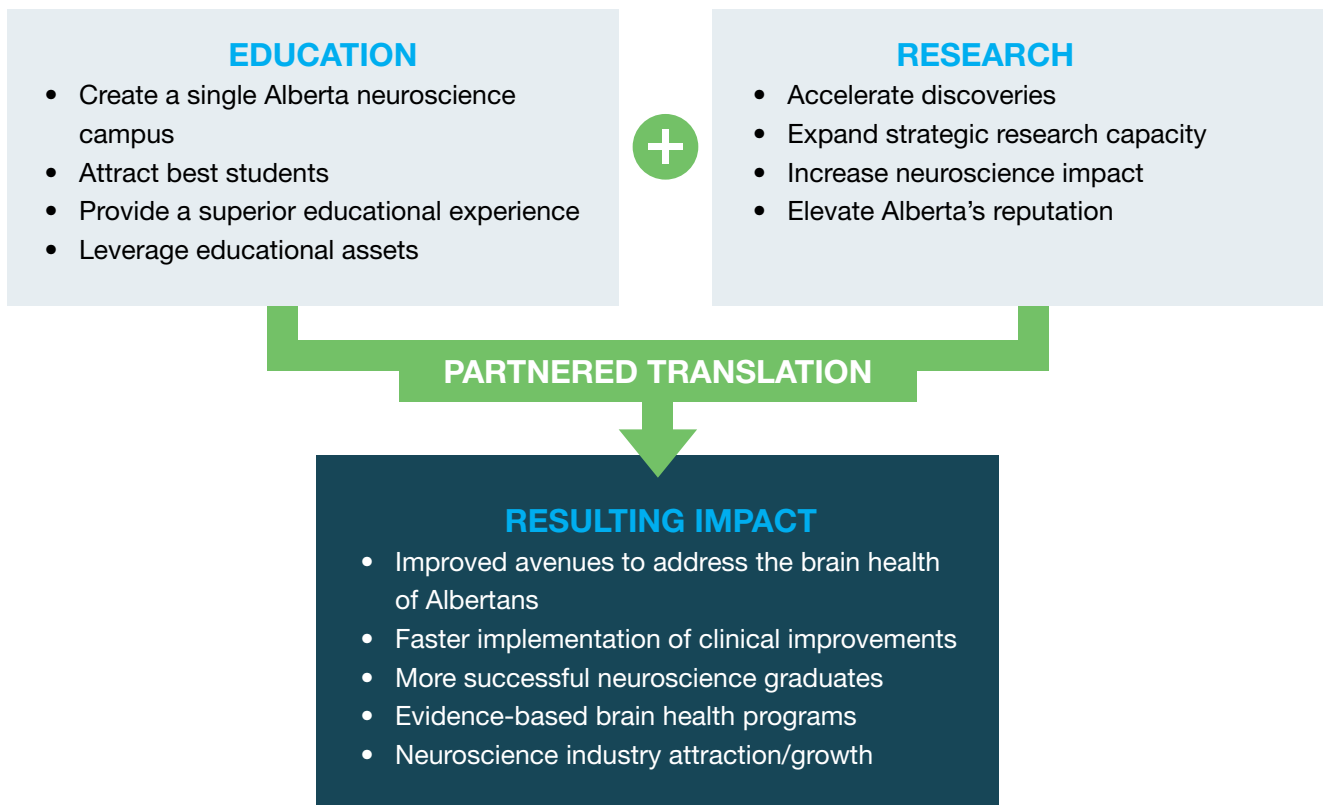 EDUCATION
• Create a single Alberta neuroscience
campus
• Attract best students
• Provide a superior educational experience
• Leverage educational assets
+
RESEARCH
• Accelerate discoveries
• Expand strategic research capacity
• Increase neuroscience impact
• Elevate Alberta’s reputation
PARTNERED TRANSLATION
RESULTING IMPACT
• Improved avenues to address the brain health
of Albertans
• Faster implementation of clinical improvements
• More successful neuroscience graduates
• Evidence-based brain health programs
• Neuroscience industry attraction/growth